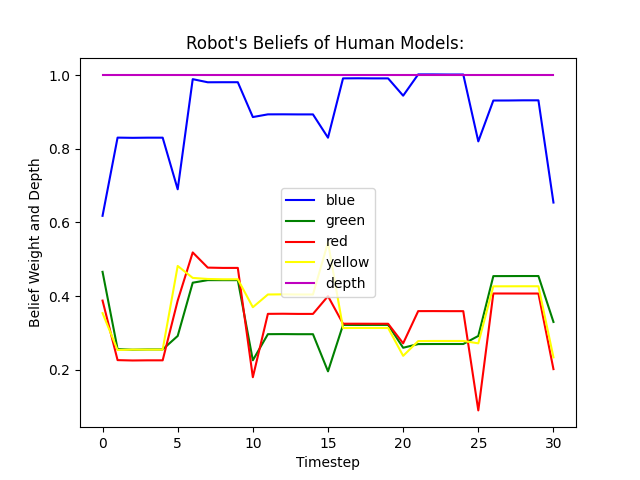 Robot's Beliefs of Human Models:
1.0
0.8
0.6
0.4
0.2
Belief Weight and Depth
blue
green
red
yellow
depth
0 5 10 15 20 25 30
Timestep